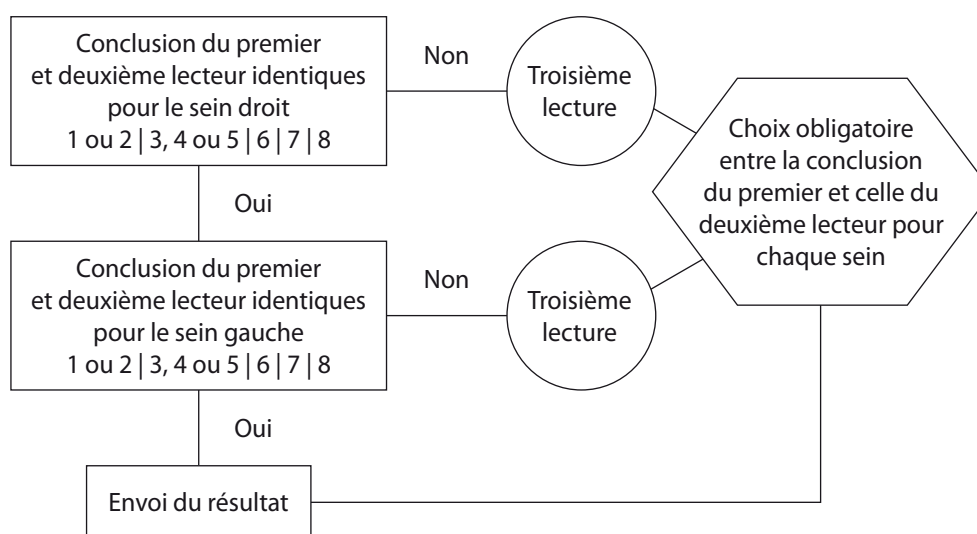 Conclusion du premier
et deuxième lecteur identiques
pour le sein droit
1 ou 2 | 3, 4 ou 5 | 6 | 7 | 8
Non
Troisième
lecture
Choix obligatoire
entre la conclusion
du premier et celle du
deuxième lecteur pour
chaque sein
Oui
Conclusion du premier
et deuxième lecteur identiques
pour le sein gauche
1 ou 2 | 3, 4 ou 5 | 6 | 7 | 8
Non
Troisième
lecture
Oui
Envoi du résultat